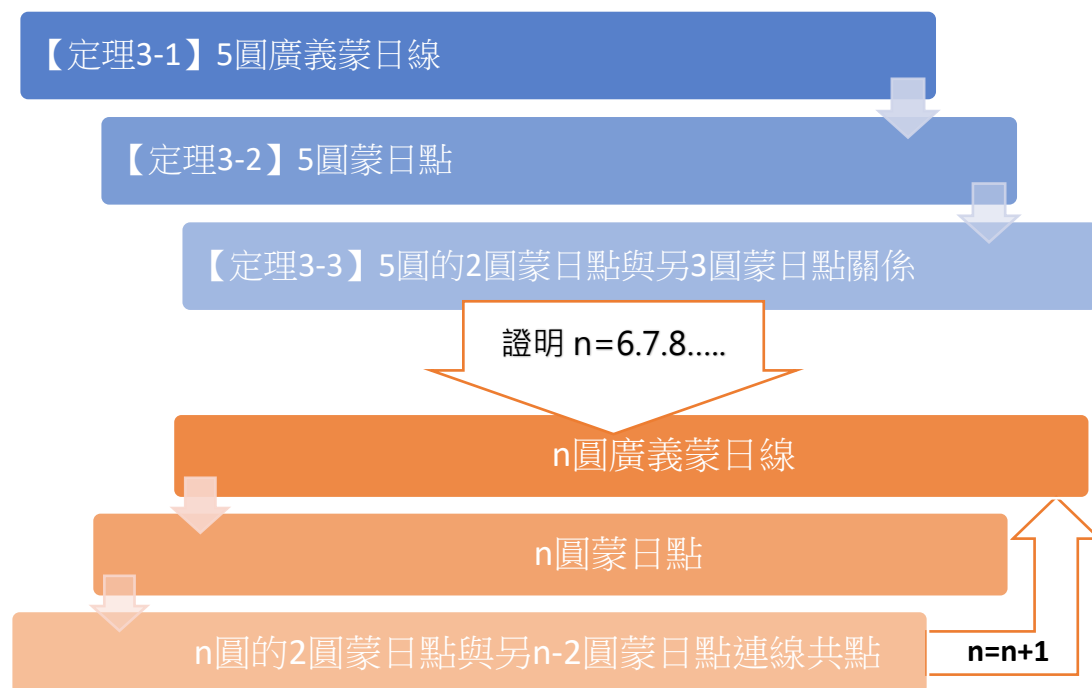 【定理3-1】5圓廣義蒙日線
【定理3-2】5圓蒙日點
【定理3-3】5圓的2圓蒙日點與另3圓蒙日點關係
證明 n=6.7.8.....
n圓廣義蒙日線
n圓蒙日點
n圓的2圓蒙日點與另n-2圓蒙日點連線共點
n=n+1